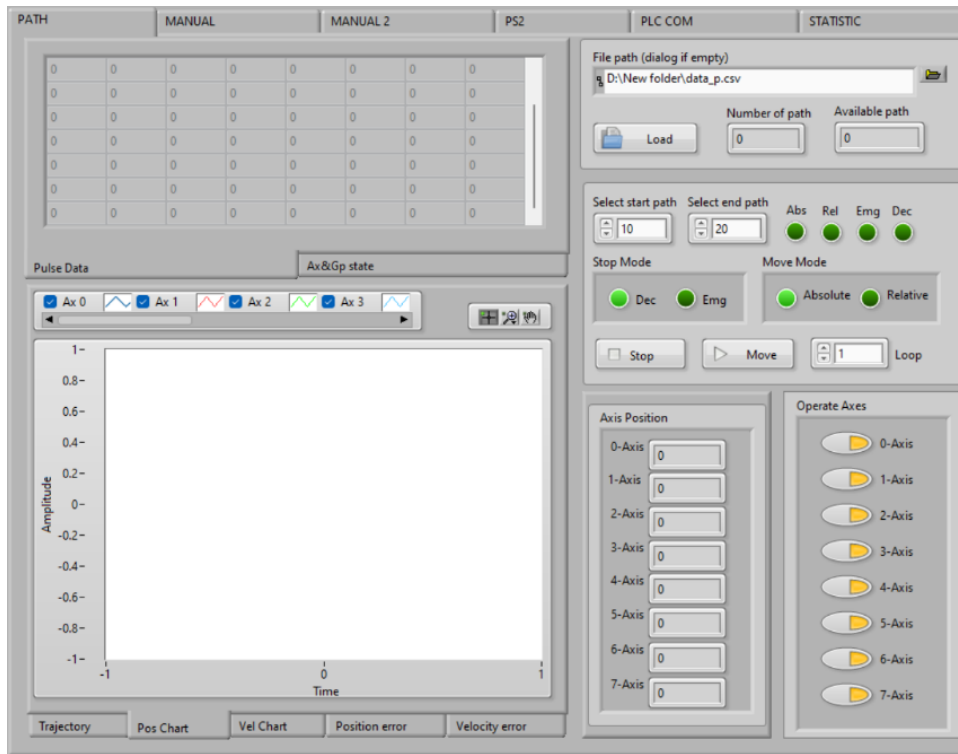 PATH MANUAL MANUAL 2 PS2 PLC COM STATISTIC
0 0 0 0 0 0 0 0
0 0 0 0 0 0 0 0
0 0 0 0 0 0 0 0
0 0 0 0 0 0 0 0
0 0 0 0 0 0 0 0
0 0 0 0 0 0 0 0
0 0 0 0 0 0 0 0
Pulse Data Ax&Gp state
Ax 0 Ax 1 Ax 2 Ax 3
1
0.8
0.6
0.4
0.2
0
-0.2
-0.4
-0.6
-0.8
-1
Amplitude
-1 0 1
Time
Trajectory Pos Chart Vel Chart Position error Velocity error
File path (dialog if empty)
D:\New folder\data_p.csv
Number of path Available path
Load 0 0
Select start path Select end path Abs Rel Emg Dec
10 20
Stop Mode Move Mode
Dec Emg Absolute Relative
Stop Move 1 Loop
Axis Position
0-Axis 0
1-Axis 0
2-Axis 0
3-Axis 0
4-Axis 0
5-Axis 0
6-Axis 0
7-Axis 0
Operate Axes
0-Axis
1-Axis
2-Axis
3-Axis
4-Axis
5-Axis
6-Axis
7-Axis